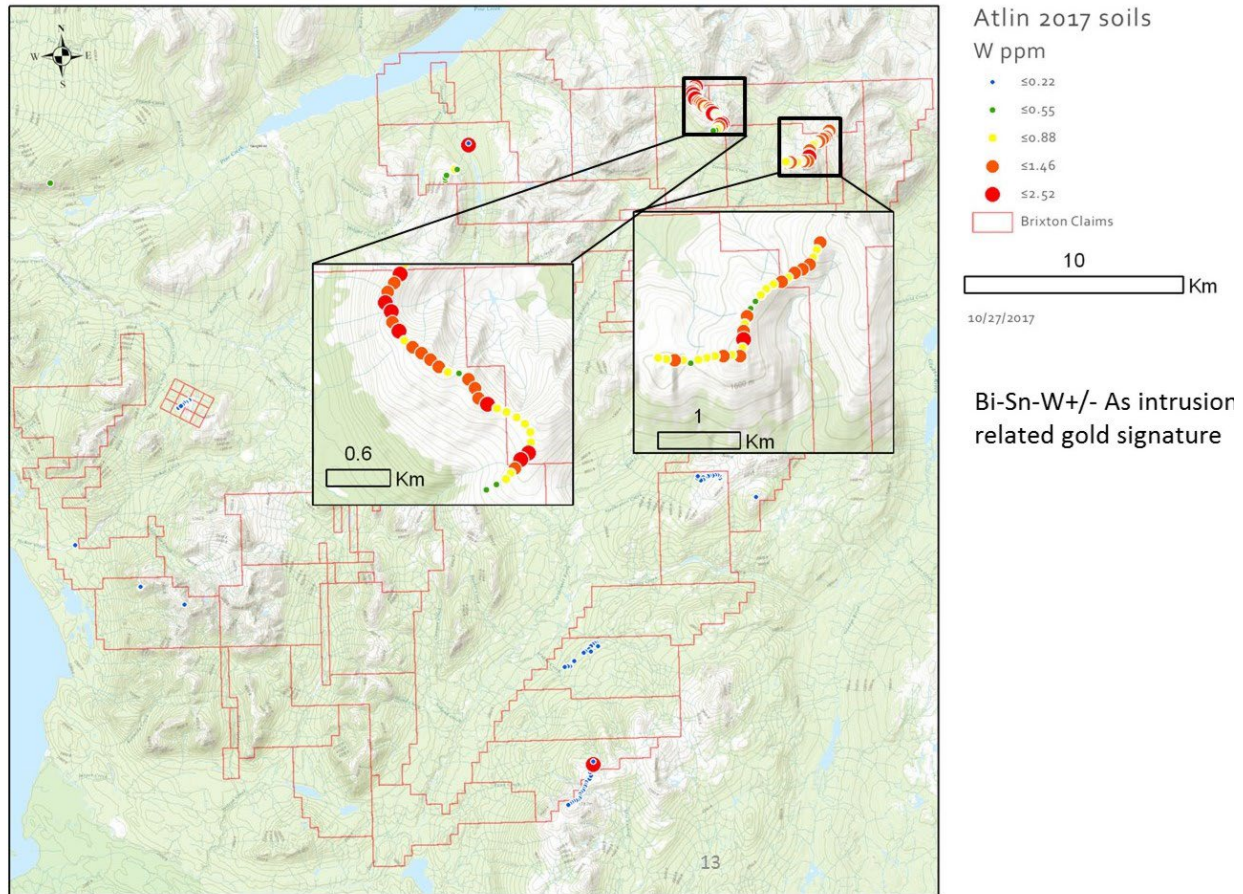 N
W E
S
0.6
Km
1
Km
13
Atlin 2017 soils
W ppm
≤0.22
≤0.55
≤0.88
≤1.46
≤2.52
Brixton Claims
10
Km
10/27/2017
Bi-Sn-W+/- As intrusion
related gold signature